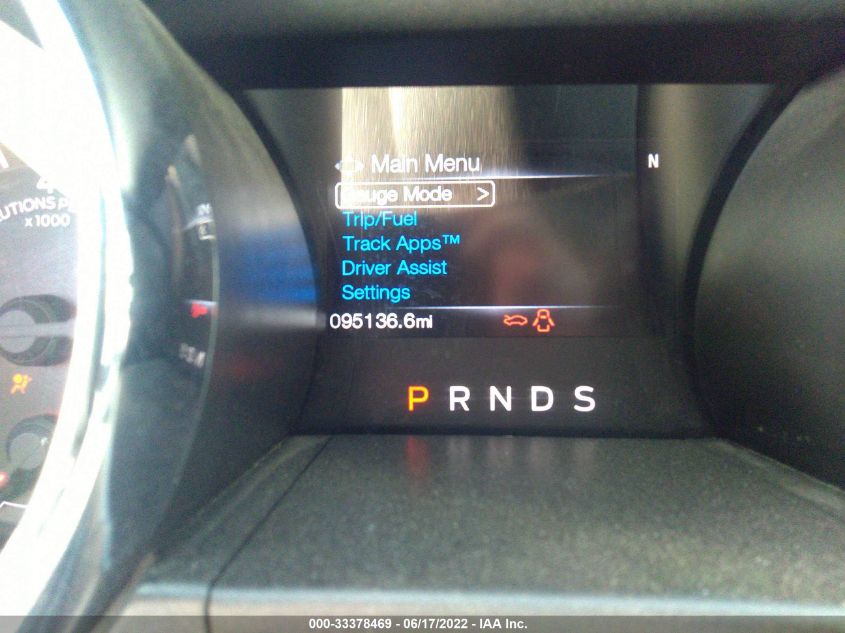 Main Menu
N
Gauge Mode >
Trip/Fuel
Track Apps™
Driver Assist
Settings
095136.6mi
P R N D S
x1000
000-33378469 - 06/17/2022 - IAA Inc.